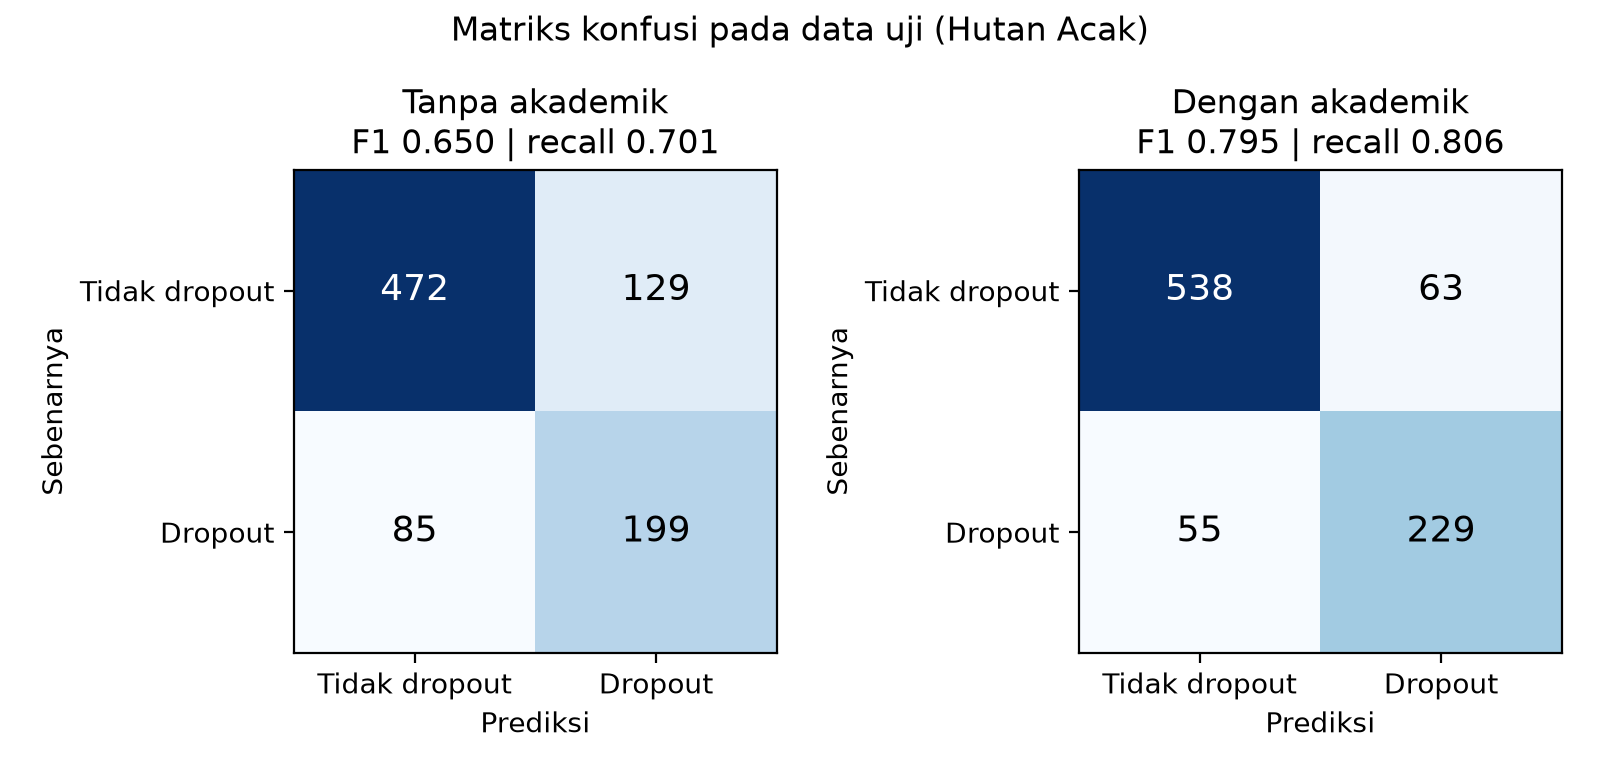 Matriks konfusi pada data uji (Hutan Acak)
Tanpa akademik
F1 0.650 | recall 0.701
Sebenarnya
Tidak dropout
472
129
Dropout
85
199
Tidak dropout
Dropout
Prediksi
Dengan akademik
F1 0.795 | recall 0.806
Sebenarnya
Tidak dropout
538
63
Dropout
55
229
Tidak dropout
Dropout
Prediksi